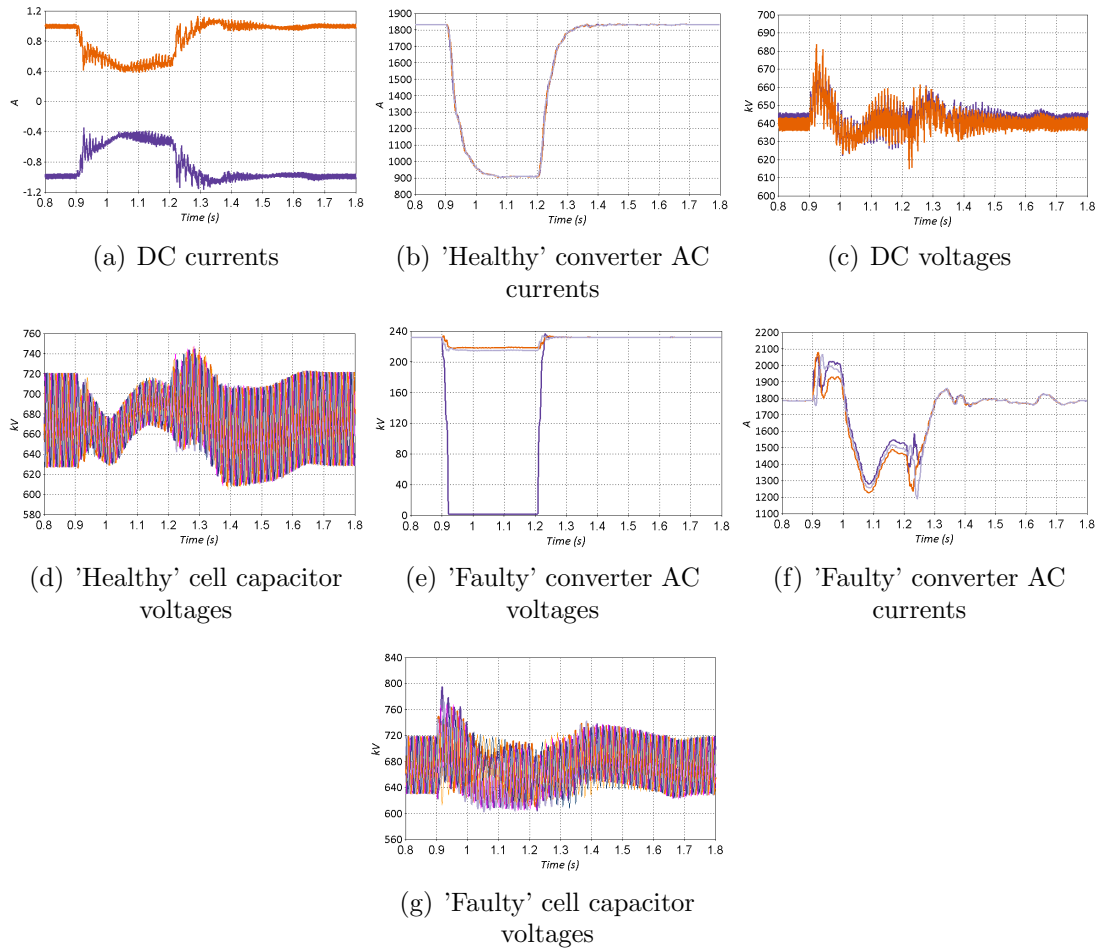 1.2
0.8
0.4
0
-0.4
-0.8
-1.2
A
0.8 0.9 1 1.1 1.2 1.3 1.4 1.5 1.6 1.7 1.8
Time (s)
(a) DC currents
1900
1800
1700
1600
1500
1400
1300
1200
1100
1000
900
800
A
0.8 0.9 1 1.1 1.2 1.3 1.4 1.5 1.6 1.7 1.8
Time (s)
(b) 'Healthy' converter AC
currents
700
690
680
670
660
650
640
630
620
610
600
kV
0.8 0.9 1 1.1 1.2 1.3 1.4 1.5 1.6 1.7 1.8
Time (s)
(c) DC voltages
760
740
720
700
680
660
640
620
600
580
kV
0.8 0.9 1 1.1 1.2 1.3 1.4 1.5 1.6 1.7 1.8
Time (s)
(d) 'Healthy' cell capacitor
voltages
240
200
160
120
80
40
0
kV
0.8 0.9 1 1.1 1.2 1.3 1.4 1.5 1.6 1.7 1.8
Time (s)
(e) 'Faulty' converter AC
voltages
2200
2100
2000
1900
1800
1700
1600
1500
1400
1300
1200
1100
A
0.8 0.9 1 1.1 1.2 1.3 1.4 1.5 1.6 1.7 1.8
Time (s)
(f) 'Faulty' converter AC
currents
840
800
760
720
680
640
600
560
kV
0.8 0.9 1 1.1 1.2 1.3 1.4 1.5 1.6 1.7 1.8
Time (s)
(g) 'Faulty' cell capacitor
voltages